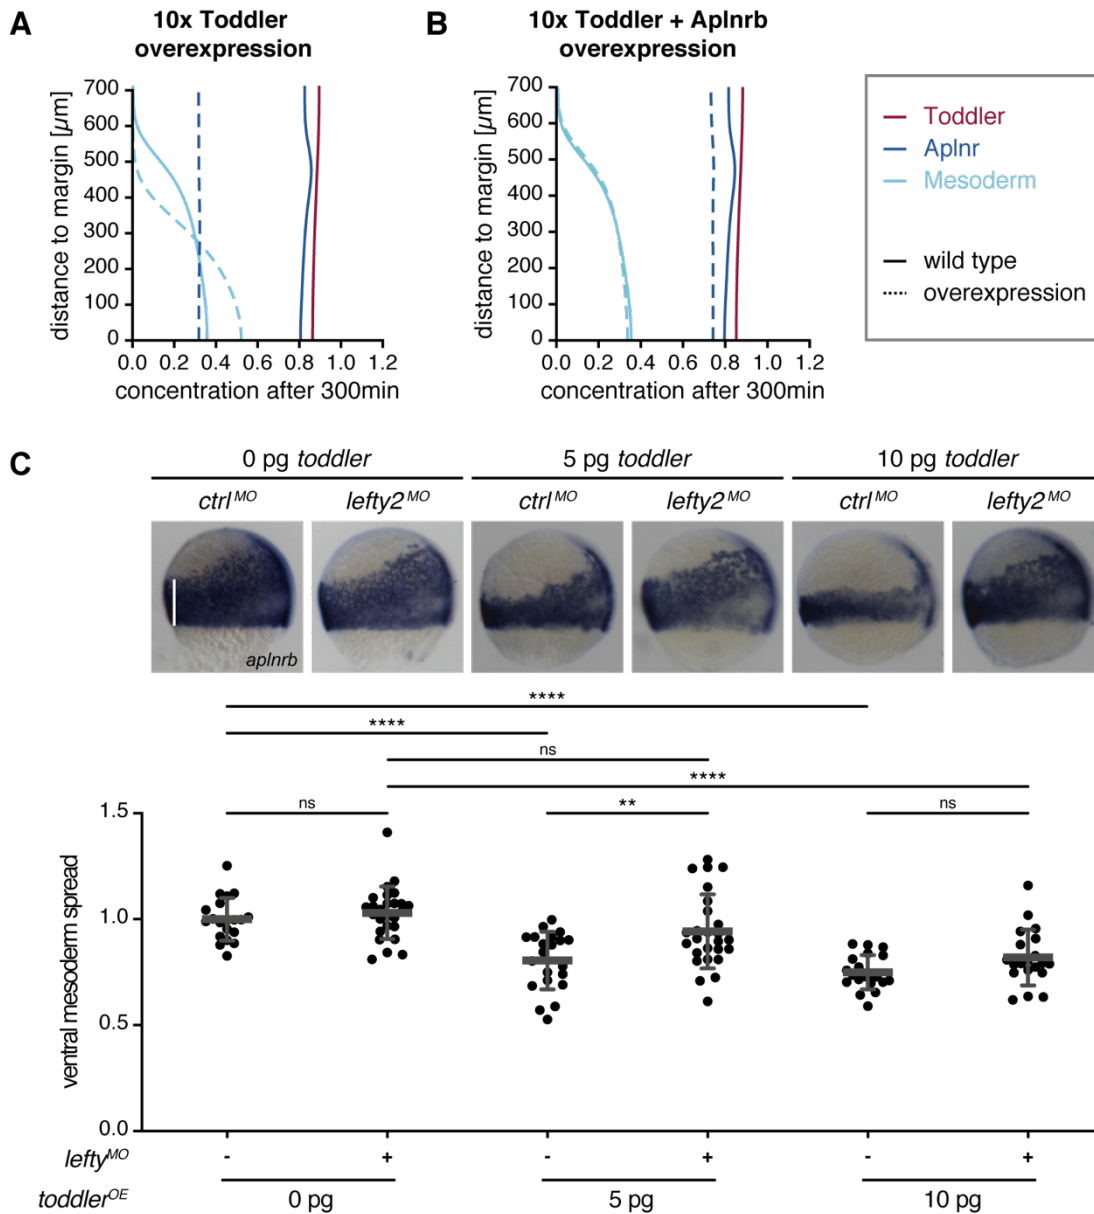 A
10x Toddler
overexpression
B
10x Toddler + Aplnrb
overexpression
distance to margin [µm]
700
600
500
400
300
200
100
0
0.0 0.2 0.4 0.6 0.8 1.0 1.2
concentration after 300min
distance to margin [µm]
700
600
500
400
300
200
100
0
0.0 0.2 0.4 0.6 0.8 1.0 1.2
concentration after 300min
Toddler
Aplnr
Mesoderm
wild type
overexpression
C
0 pg toddler 5 pg toddler 10 pg toddler
ctrl^MO lefty2^MO ctrl^MO lefty2^MO ctrl^MO lefty2^MO
aplnrb
****
****
ns
****
ns ** ns
ventral mesoderm spread
1.5
1.0
0.5
0.0
lefty^MO - + - + - +
toddler^OE 0 pg 5 pg 10 pg